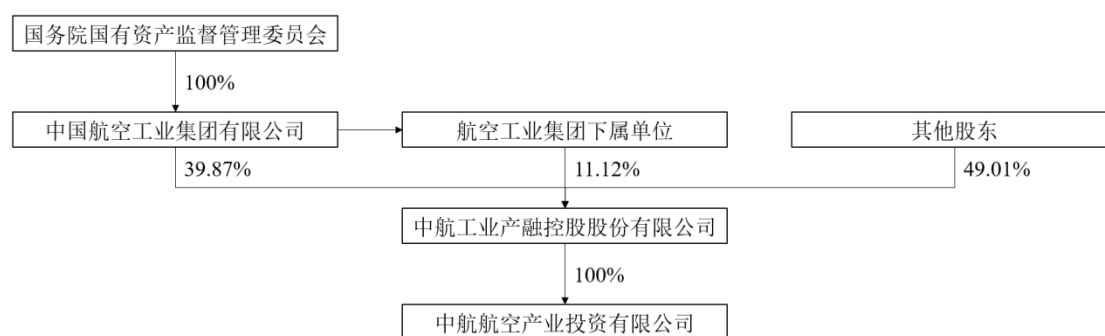 国务院国有资产监督管理委员会
100%
中国航空工业集团有限公司
航空工业集团下属单位
其他股东
39.87%
11.12%
49.01%
中航工业产融控股股份有限公司
100%
中航航空产业投资有限公司